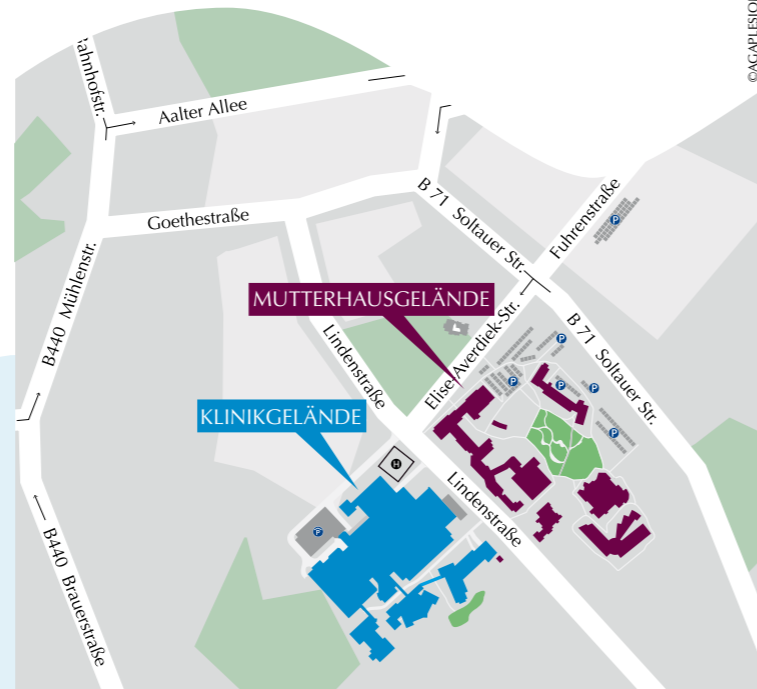 ©AGAPLESION
Bahnhofstr.
Aalter Allee
Goethestraße
B 71 Soltauer Str.
Fuhrenstraße
P
B440 Mühlenstr.
MUTTERHAUSGELÄNDE
Lindenstraße
Elise-Averdiek-Str.
B 71 Soltauer Str.
P
P
P
P
P
KLINIKGELÄNDE
H
Lindenstraße
P
B440 Brauerstraße